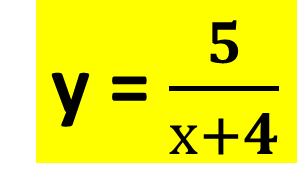 y = 5/(x+4)